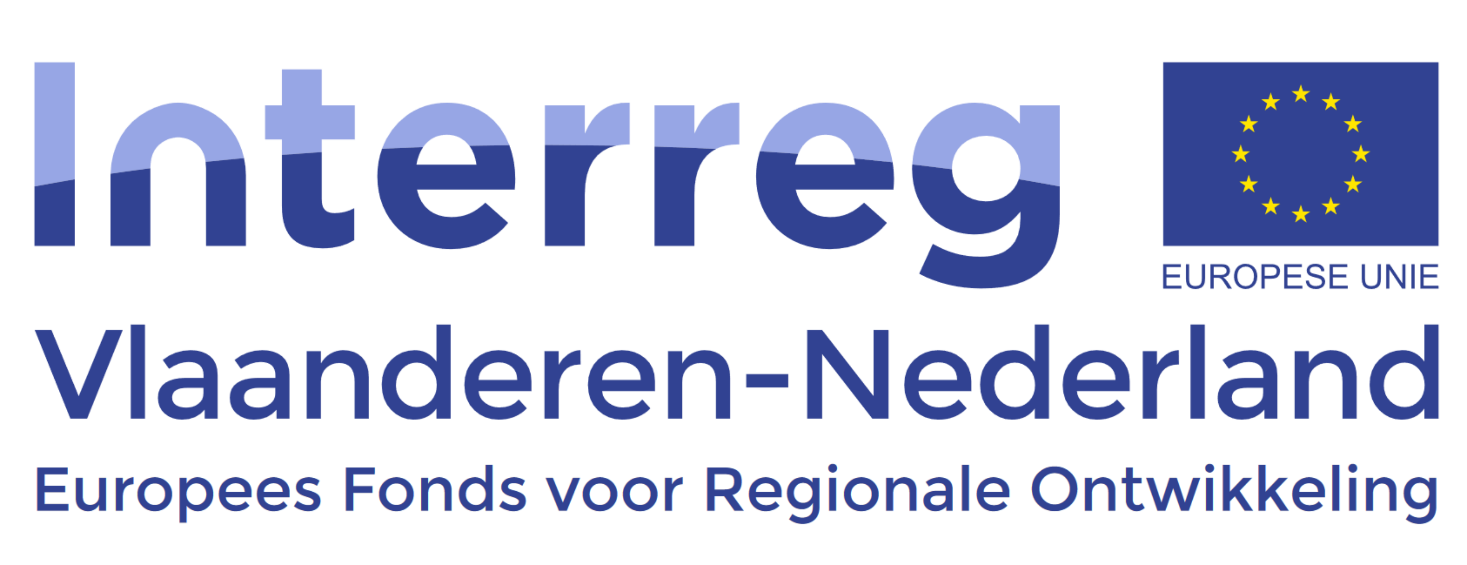 Interreg
EUROPESE UNIE
Vlaanderen-Nederland
Europees Fonds voor Regionale Ontwikkeling